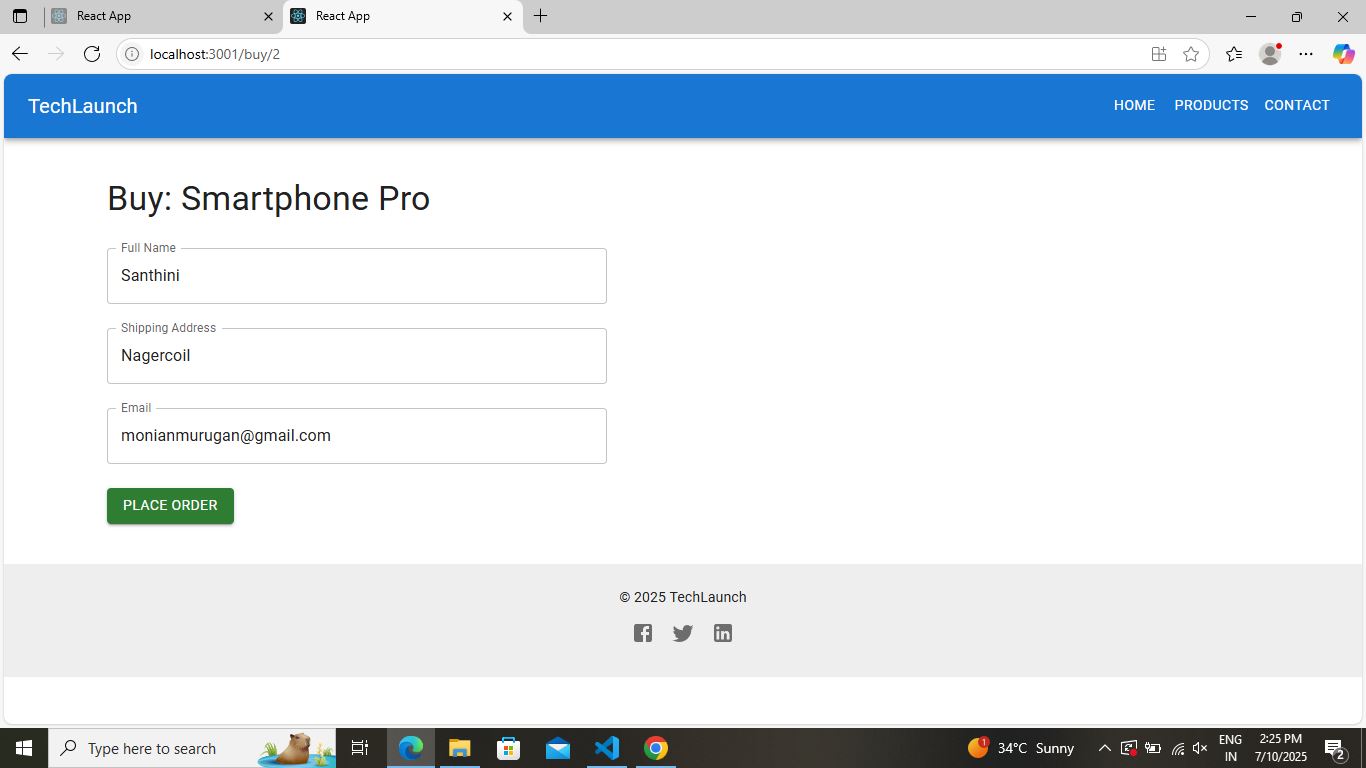 React App
React App
localhost:3001/buy/2
TechLaunch
HOME PRODUCTS CONTACT
Buy: Smartphone Pro
Full Name
Santhini
Shipping Address
Nagercoil
Email
monianmurugan@gmail.com
PLACE ORDER
© 2025 TechLaunch
Type here to search
1
34°C Sunny
ENG
IN
2:25 PM
7/10/2025
2